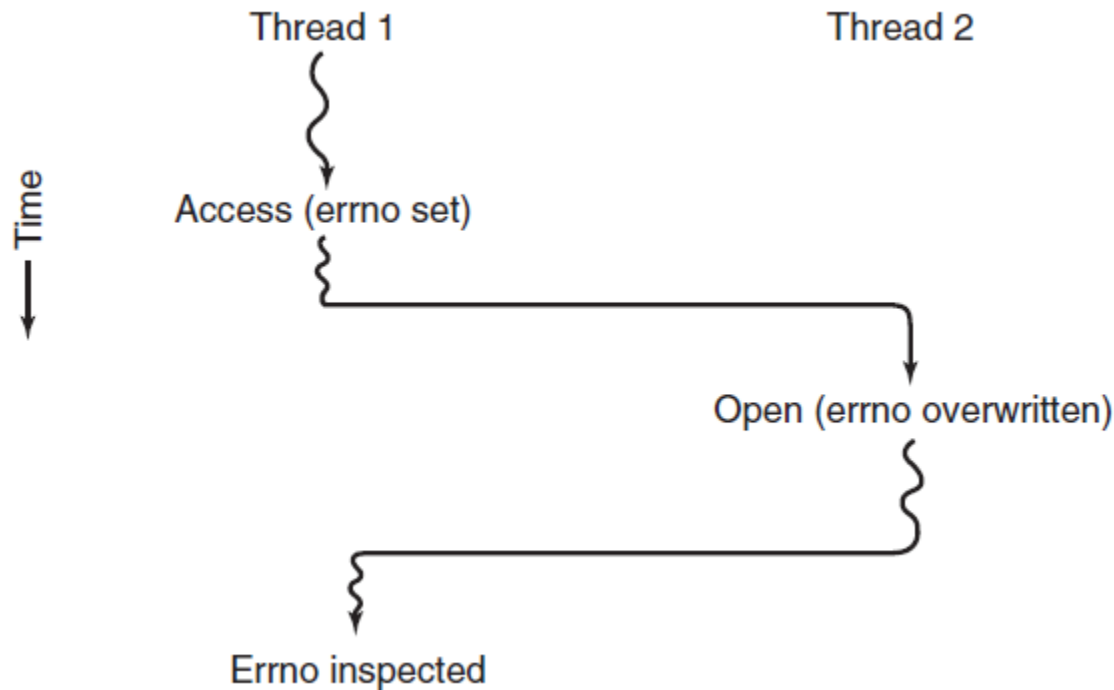 Thread 1
Thread 2
Access (errno set)
Time
Open (errno overwritten)
Errno inspected